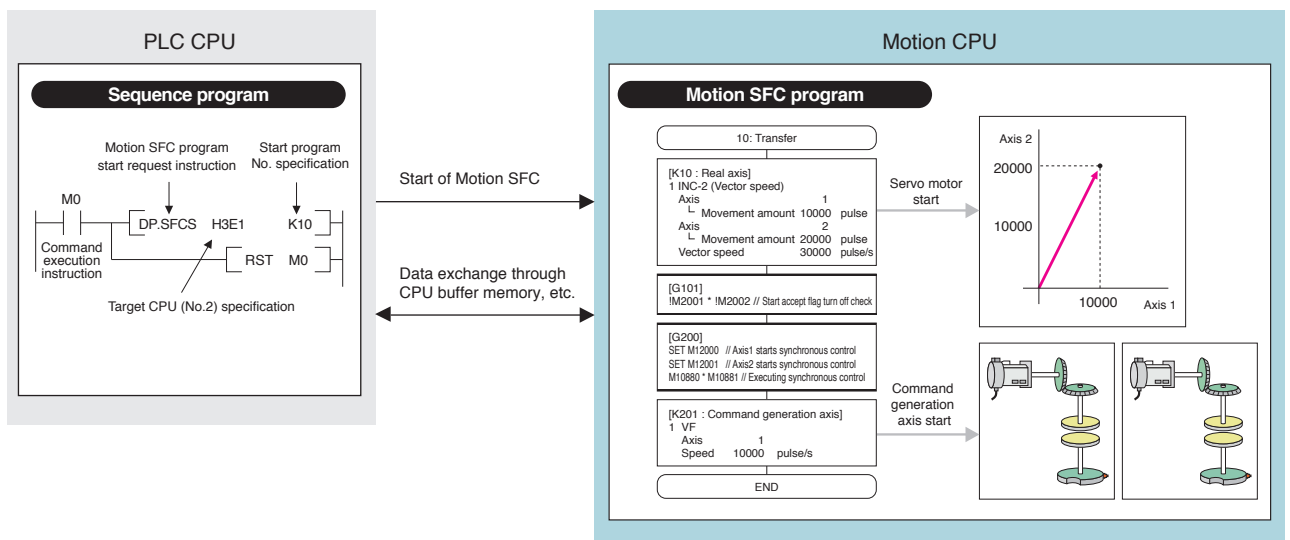 PLC CPU
Sequence program
Motion SFC program
start request instruction
Start program
No. specification
M0
DP.SFCS H3E1 K10
Command
execution
instruction
RST M0
Target CPU (No.2) specification
Start of Motion SFC
Data exchange through
CPU buffer memory, etc.
Motion CPU
Motion SFC program
10: Transfer
[K10 : Real axis]
1 INC-2 (Vector speed)
Axis 1
Movement amount 10000 pulse
Axis 2
Movement amount 20000 pulse
Vector speed 30000 pulse/s
[G101]
!M2001 * !M2002 // Start accept flag turn off check
[G200]
SET M12000 // Axis1 starts synchronous control
SET M12001 // Axis2 starts synchronous control
M10880 * M10881 // Executing synchronous control
[K201 : Command generation axis]
1 VF
Axis 1
Speed 10000 pulse/s
END
Servo motor
start
Axis 2
20000
10000
10000
Axis 1
Command
generation
axis start